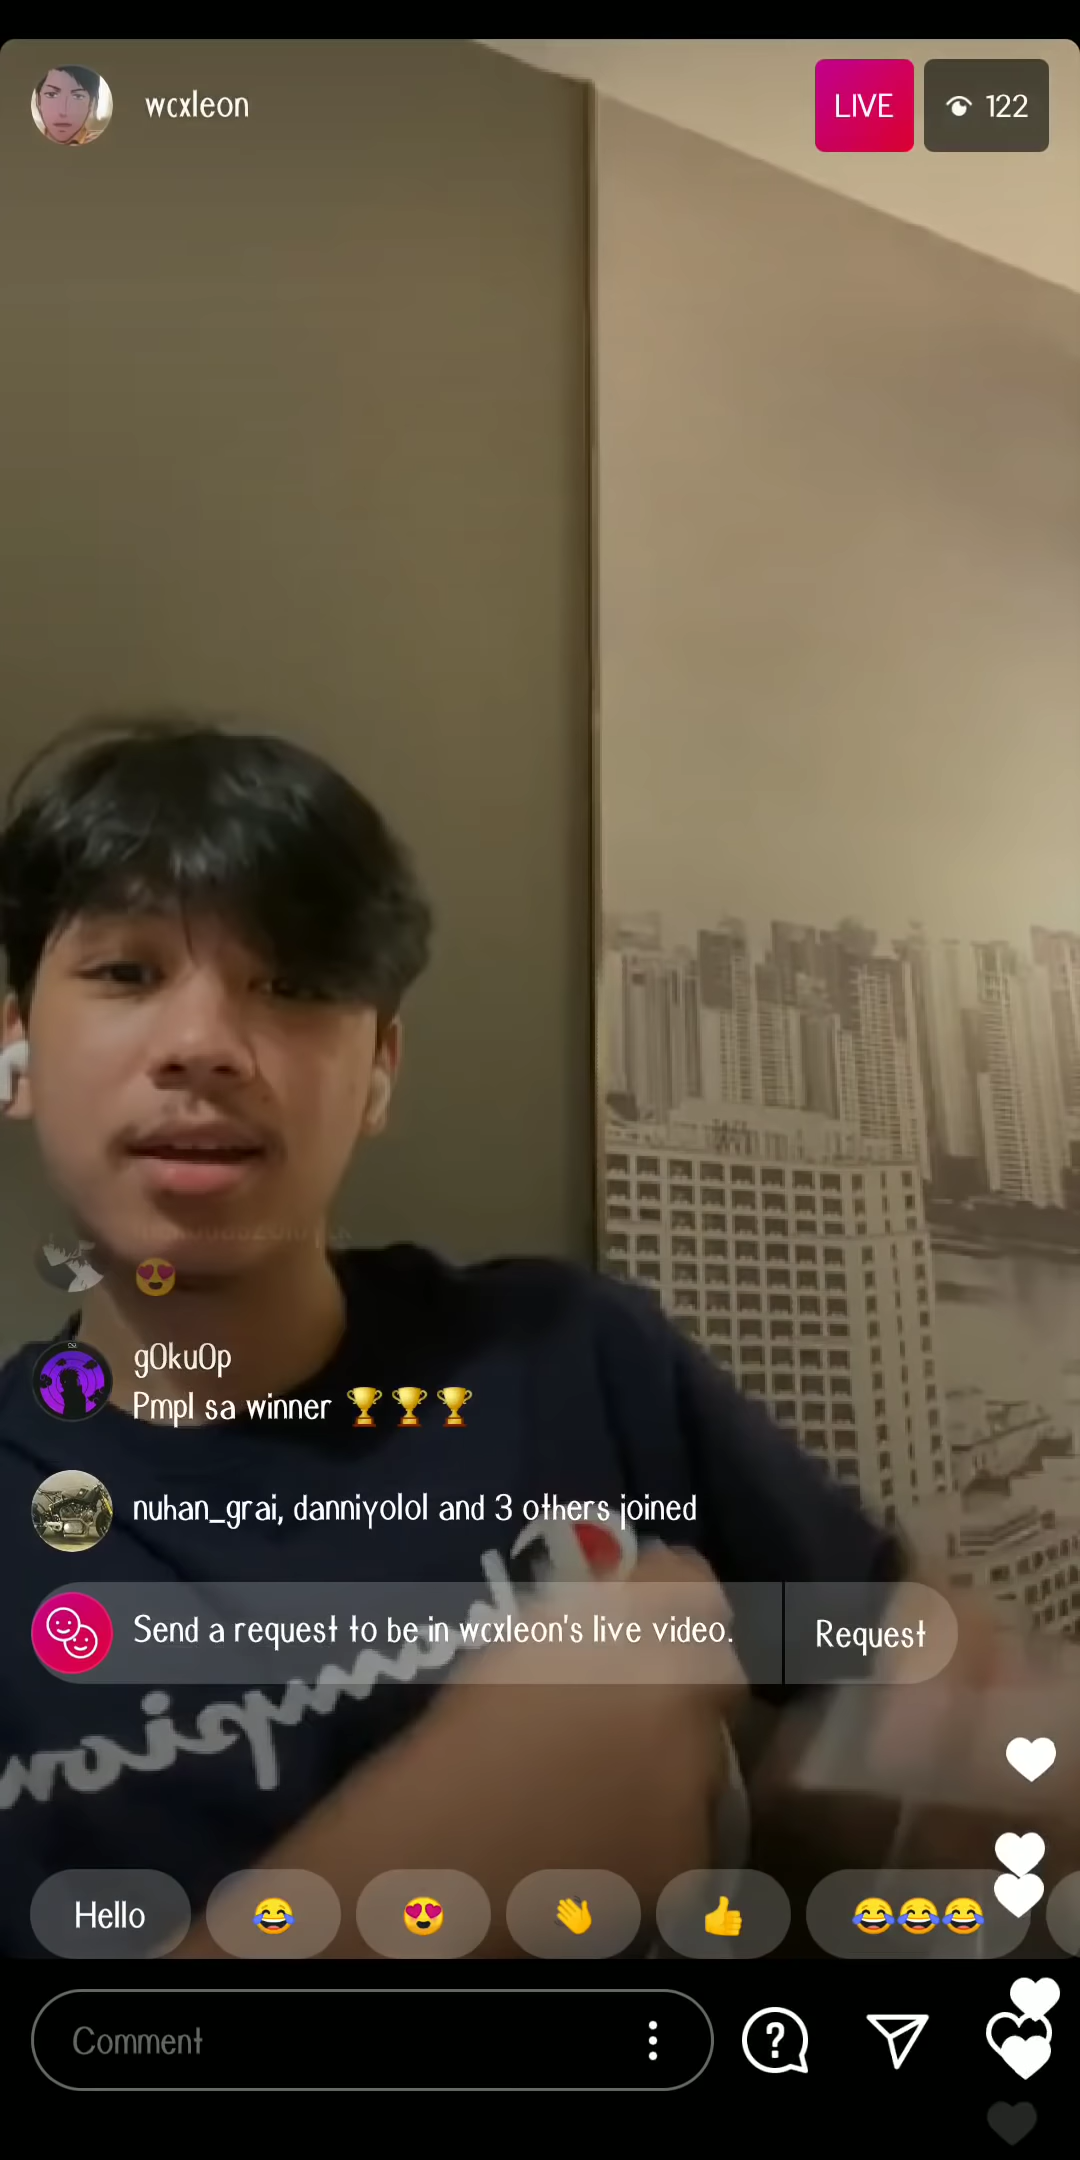 wcxleon
LIVE
122
g0ku0p
Pmpl sa winner 🏆🏆🏆
nuhan_grai, danniyolol and 3 others joined
Send a request to be in wcxleon's live video.
Request
Champion
Hello
😂 😍 👋 👍 😂😂😂
Comment